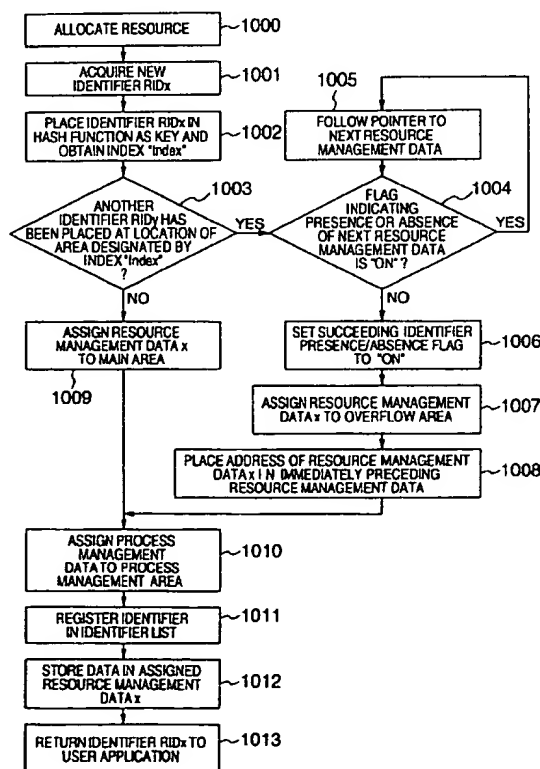 ALLOCATE RESOURCE
1000
ACQUIRE NEW
IDENTIFIER RIDx
1001
PLACE IDENTIFIER RIDx IN
HASH FUNCTION AS KEY AND
OBTAIN INDEX "Index"
1002
1003
ANOTHER
IDENTIFIER RIDy HAS
BEEN PLACED AT LOCATION OF
AREA DESIGNATED BY
INDEX "Index"
?
YES
NO
1005
FOLLOW POINTER TO
NEXT RESOURCE
MANAGEMENT DATA
1004
FLAG
INDICATING
PRESENCE OR ABSENCE
OF NEXT RESOURCE
MANAGEMENT DATA
IS "ON" ?
YES
NO
ASSIGN RESOURCE
MANAGEMENT DATA x
TO MAIN AREA
1009
SET SUCCEEDING IDENTIFIER
PRESENCE/ABSENCE FLAG
TO "ON"
1006
ASSIGN RESOURCE MANAGEMENT
DATA x TO OVERFLOW AREA
1007
PLACE ADDRESS OF RESOURCE MANAGEMENT
DATA x IN IMMEDIATELY PRECEDING
RESOURCE MANAGEMENT DATA
1008
ASSIGN PROCESS
MANAGEMENT
DATA TO PROCESS
MANAGEMENT AREA
1010
REGISTER IDENTIFIER
IN IDENTIFIER LIST
1011
STORE DATA IN ASSIGNED
RESOURCE MANAGEMENT
DATA x
1012
RETURN IDENTIFIER RIDx TO
USER APPLICATION
1013